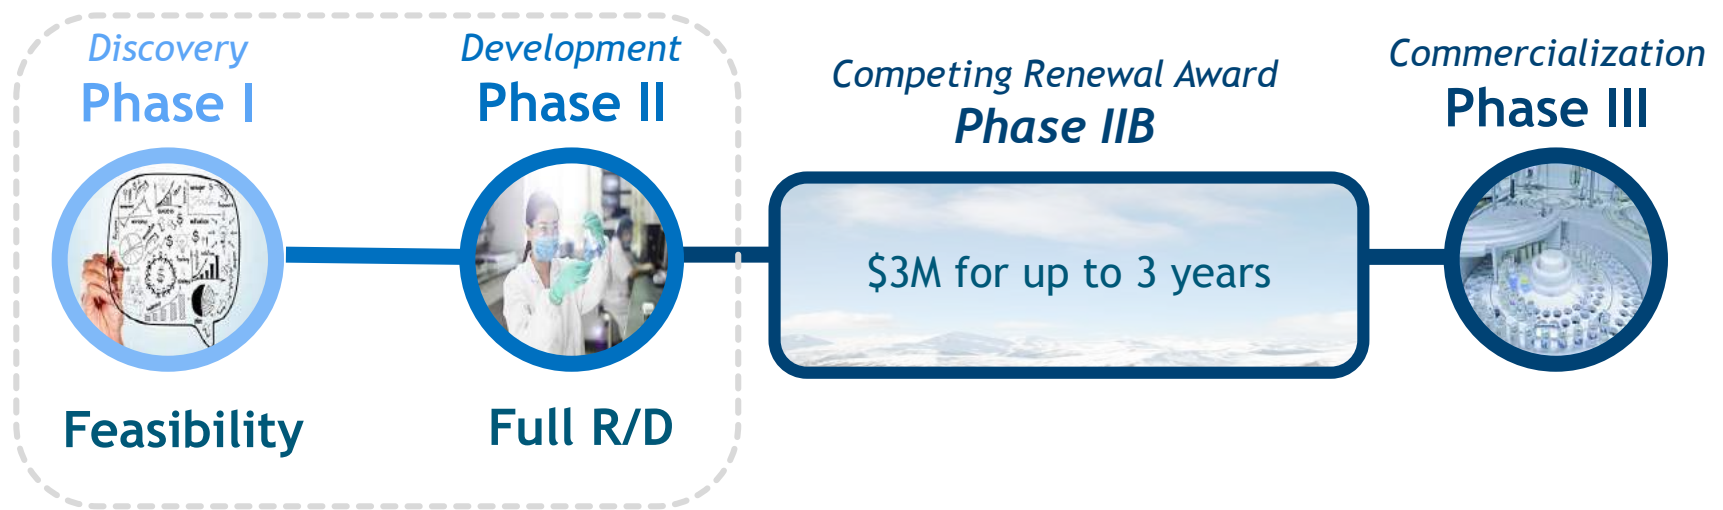 Discovery
Phase I
Feasibility
Development
Phase II
Full R/D
Competing Renewal Award
Phase IIB
$3M for up to 3 years
Commercialization
Phase III